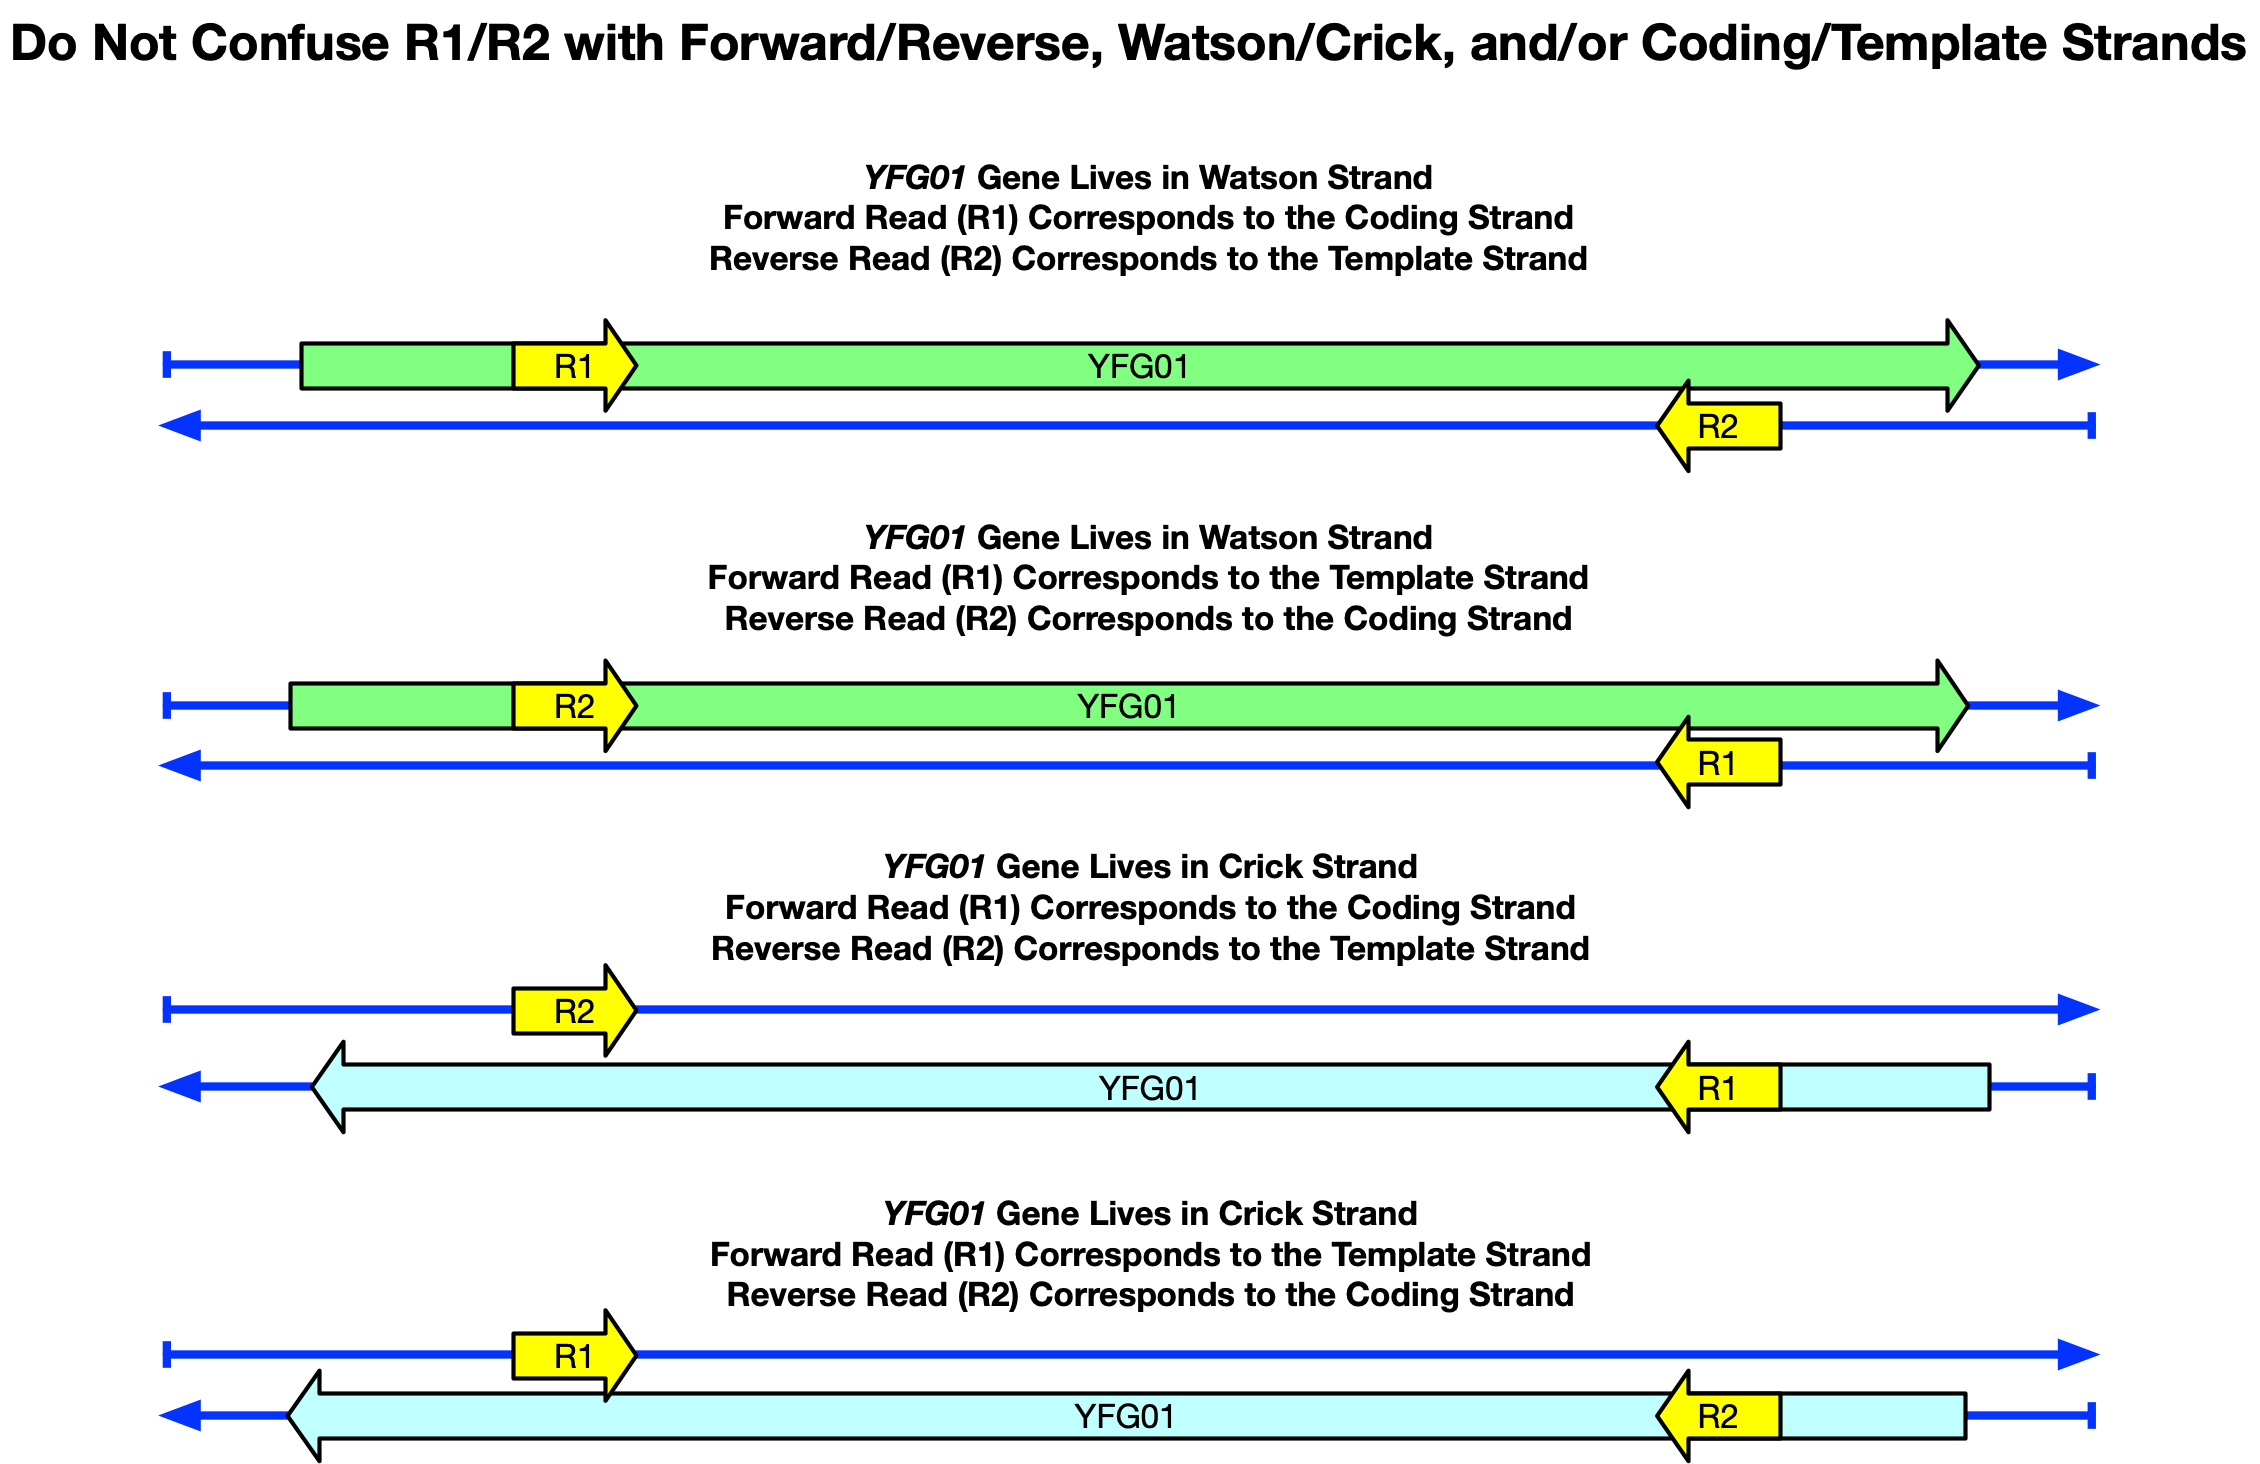 Do Not Confuse R1/R2 with Forward/Reverse, Watson/Crick, and/or Coding/Template Strands
YFG01 Gene Lives in Watson Strand
Forward Read (R1) Corresponds to the Coding Strand
Reverse Read (R2) Corresponds to the Template Strand
R1
YFG01
R2
YFG01 Gene Lives in Watson Strand
Forward Read (R1) Corresponds to the Template Strand
Reverse Read (R2) Corresponds to the Coding Strand
R2
YFG01
R1
YFG01 Gene Lives in Crick Strand
Forward Read (R1) Corresponds to the Coding Strand
Reverse Read (R2) Corresponds to the Template Strand
R2
YFG01
R1
YFG01 Gene Lives in Crick Strand
Forward Read (R1) Corresponds to the Template Strand
Reverse Read (R2) Corresponds to the Coding Strand
R1
YFG01
R2